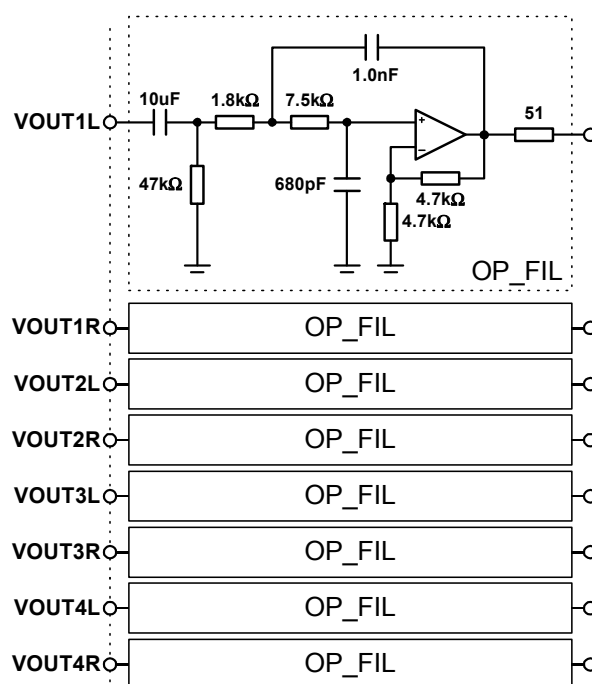 1.0nF
10uF
1.8kΩ
7.5kΩ
51
VOUT1L
+
−
47kΩ
680pF
4.7kΩ
4.7kΩ
OP_FIL
VOUT1R OP_FIL
VOUT2L OP_FIL
VOUT2R OP_FIL
VOUT3L OP_FIL
VOUT3R OP_FIL
VOUT4L OP_FIL
VOUT4R OP_FIL